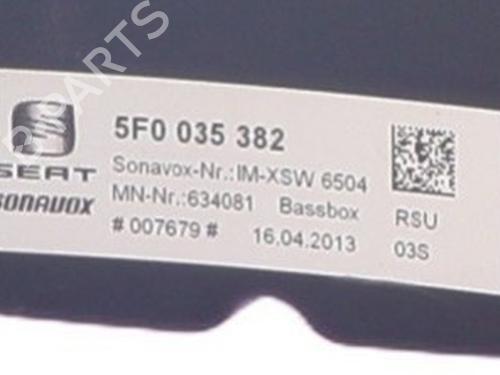 B-PARTS
5F0 035 382
SEAT
Sonavox-Nr.:IM-XSW 6504
SONAVOX
MN-Nr.:634081 Bassbox
RSU
# 007679 # 16.04.2013
03S